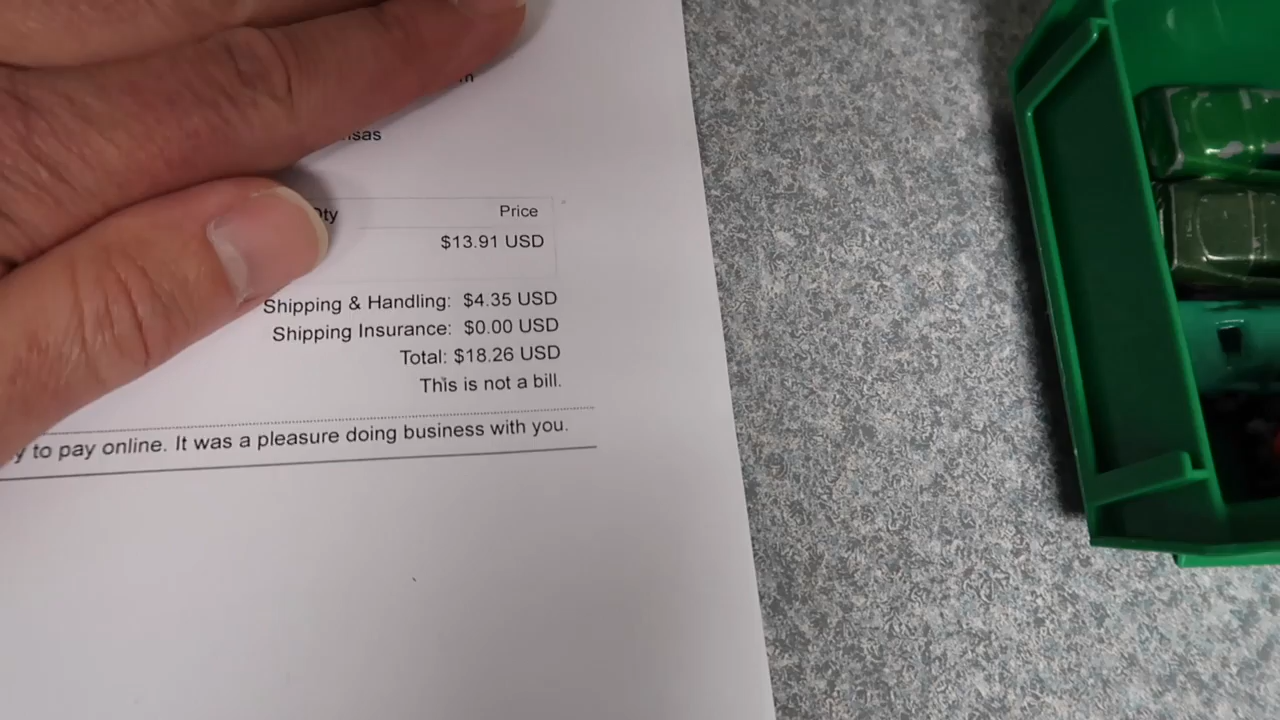 Price
$13.91 USD
Shipping & Handling: $4.35 USD
Shipping Insurance: $0.00 USD
Total: $18.26 USD
This is not a bill.
to pay online. It was a pleasure doing business with you.